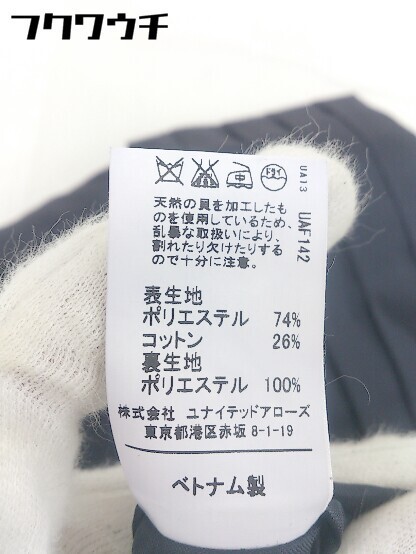 フクワウチ
ドライ
UA13
UAF142
天然の貝を加工したも
のを使用しているため、
乱暴な取扱いにより、
割れたり欠けたりする
ので十分に注意。
表生地
ポリエステル 74%
コットン 26%
裏生地
ポリエステル 100%
株式会社 ユナイテッドアローズ
東京都港区赤坂 8-1-19
ベトナム製